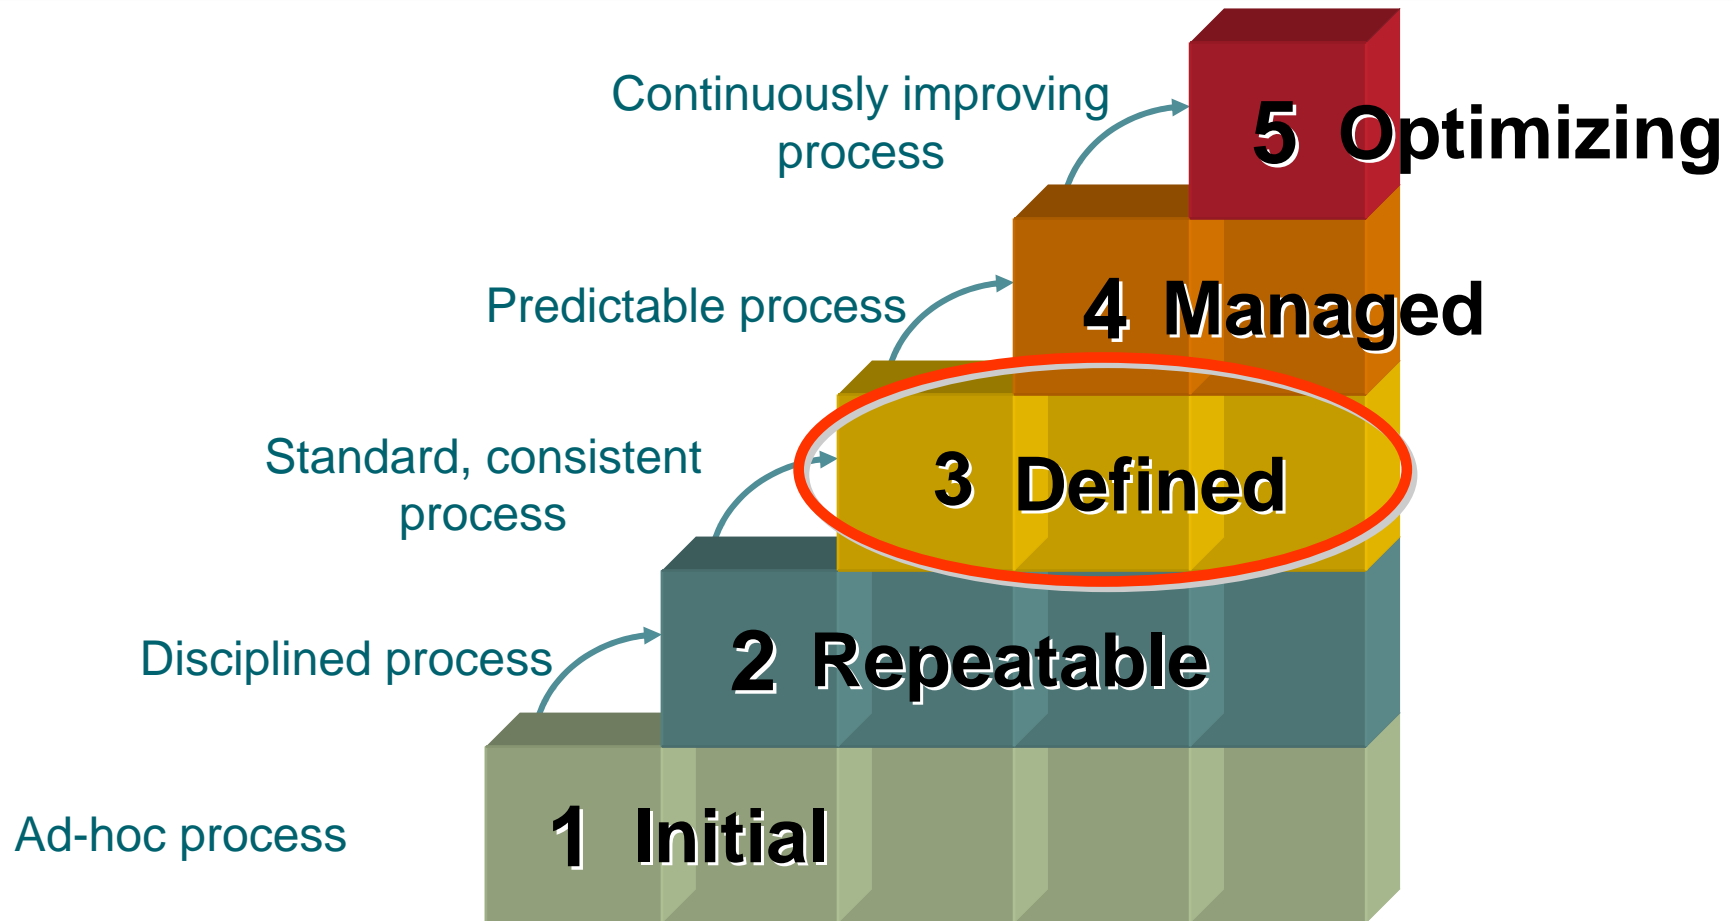 Continuously improving
process
5 Optimizing
Predictable process
4 Managed
Standard, consistent
process
3 Defined
Disciplined process
2 Repeatable
Ad-hoc process
1 Initial